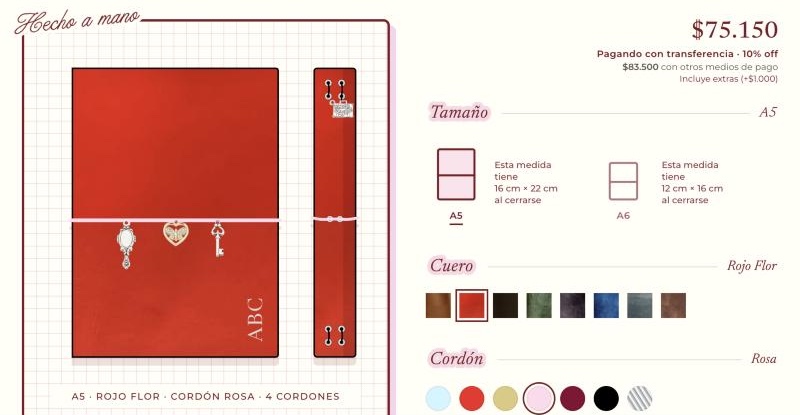 Hecho a mano
ABC
A5 · ROJO FLOR · CORDÓN ROSA · 4 CORDONES
$75.150
Pagando con transferencia · 10% off
$83.500 con otros medios de pago
Incluye extras (+$1.000)
Tamaño
A5
Esta medida
tiene
16 cm × 22 cm
al cerrarse
A5
Esta medida
tiene
12 cm × 16 cm
al cerrarse
A6
Cuero
Rojo Flor
Cordón
Rosa